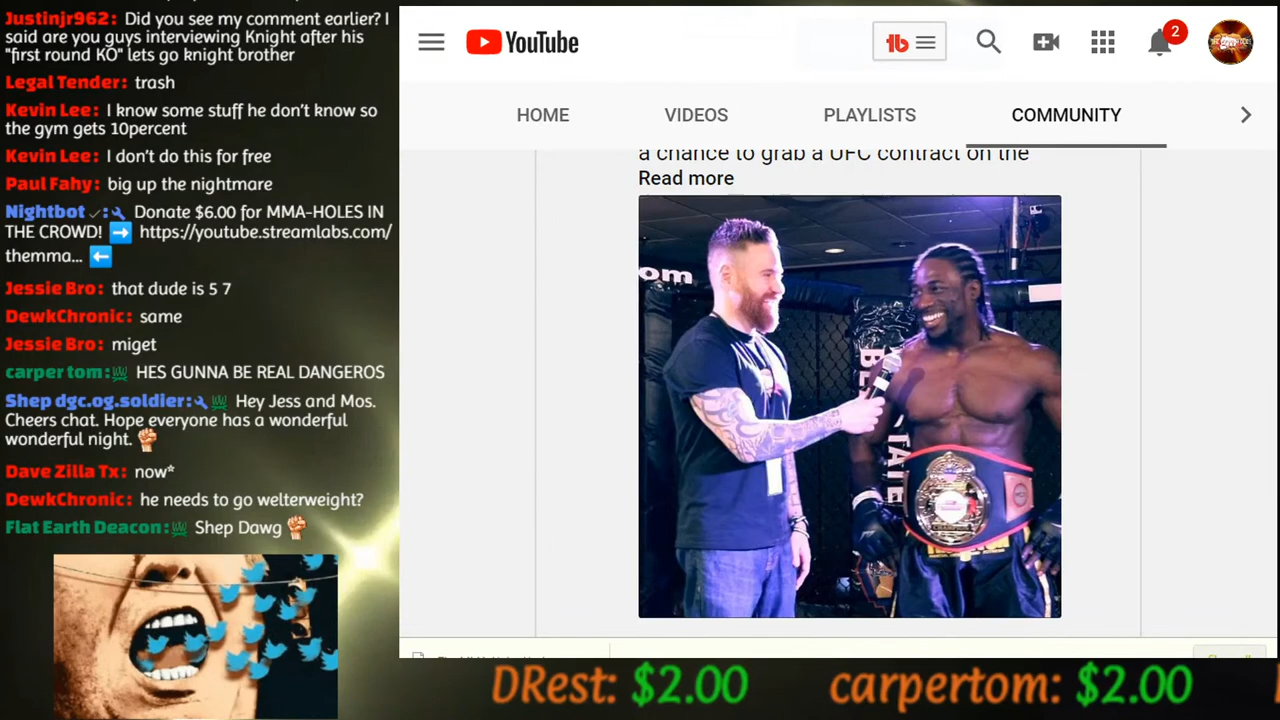 Justinjr962: Did you see my comment earlier? I
said are you guys interviewing Knight after his
"first round KO" lets go knight brother
Legal Tender: trash
Kevin Lee: I know some stuff he don't know so
the gym gets 10percent
Kevin Lee: I don't do this for free
Paul Fahy: big up the nightmare
Nightbot ✓: Donate $6.00 for MMA-HOLES IN
THE CROWD! ➡ https://youtube.streamlabs.com/
themma... ⬅
Jessie Bro: that dude is 5 7
DewkChronic: same
Jessie Bro: miget
carper tom: HES GUNNA BE REAL DANGEROS
Shep dgc.og.soldier: Hey Jess and Mos.
Cheers chat. Hope everyone has a wonderful
wonderful night. ✊
Dave Zilla Tx: now*
DewkChronic: he needs to go welterweight?
Flat Earth Deacon: Shep Dawg ✊
YouTube
tb
2
HOME VIDEOS PLAYLISTS COMMUNITY
a chance to grab a UFC contract on the
Read more
om
DRest: $2.00 carpertom: $2.00